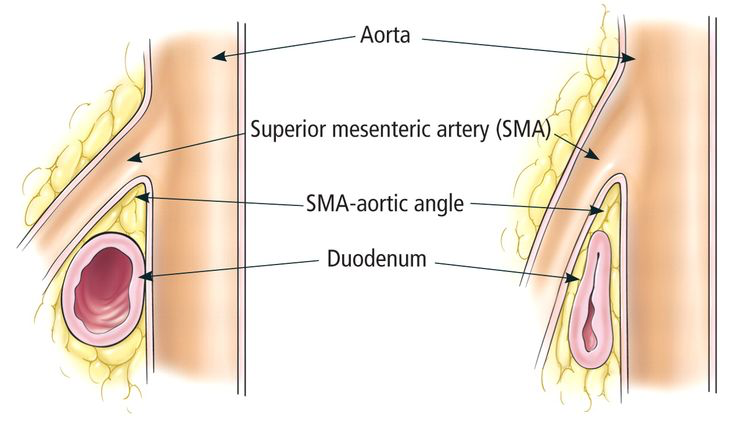 Aorta
Superior mesenteric artery (SMA)
SMA-aortic angle
Duodenum